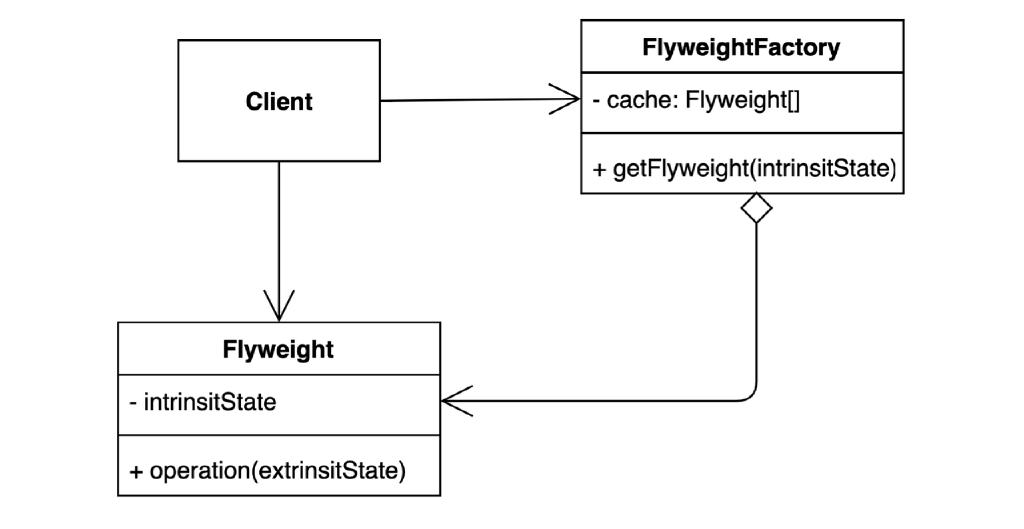 Client
FlyweightFactory
- cache: Flyweight[]
+ getFlyweight(intrinsitState)
Flyweight
- intrinsitState
+ operation(extrinsitState)